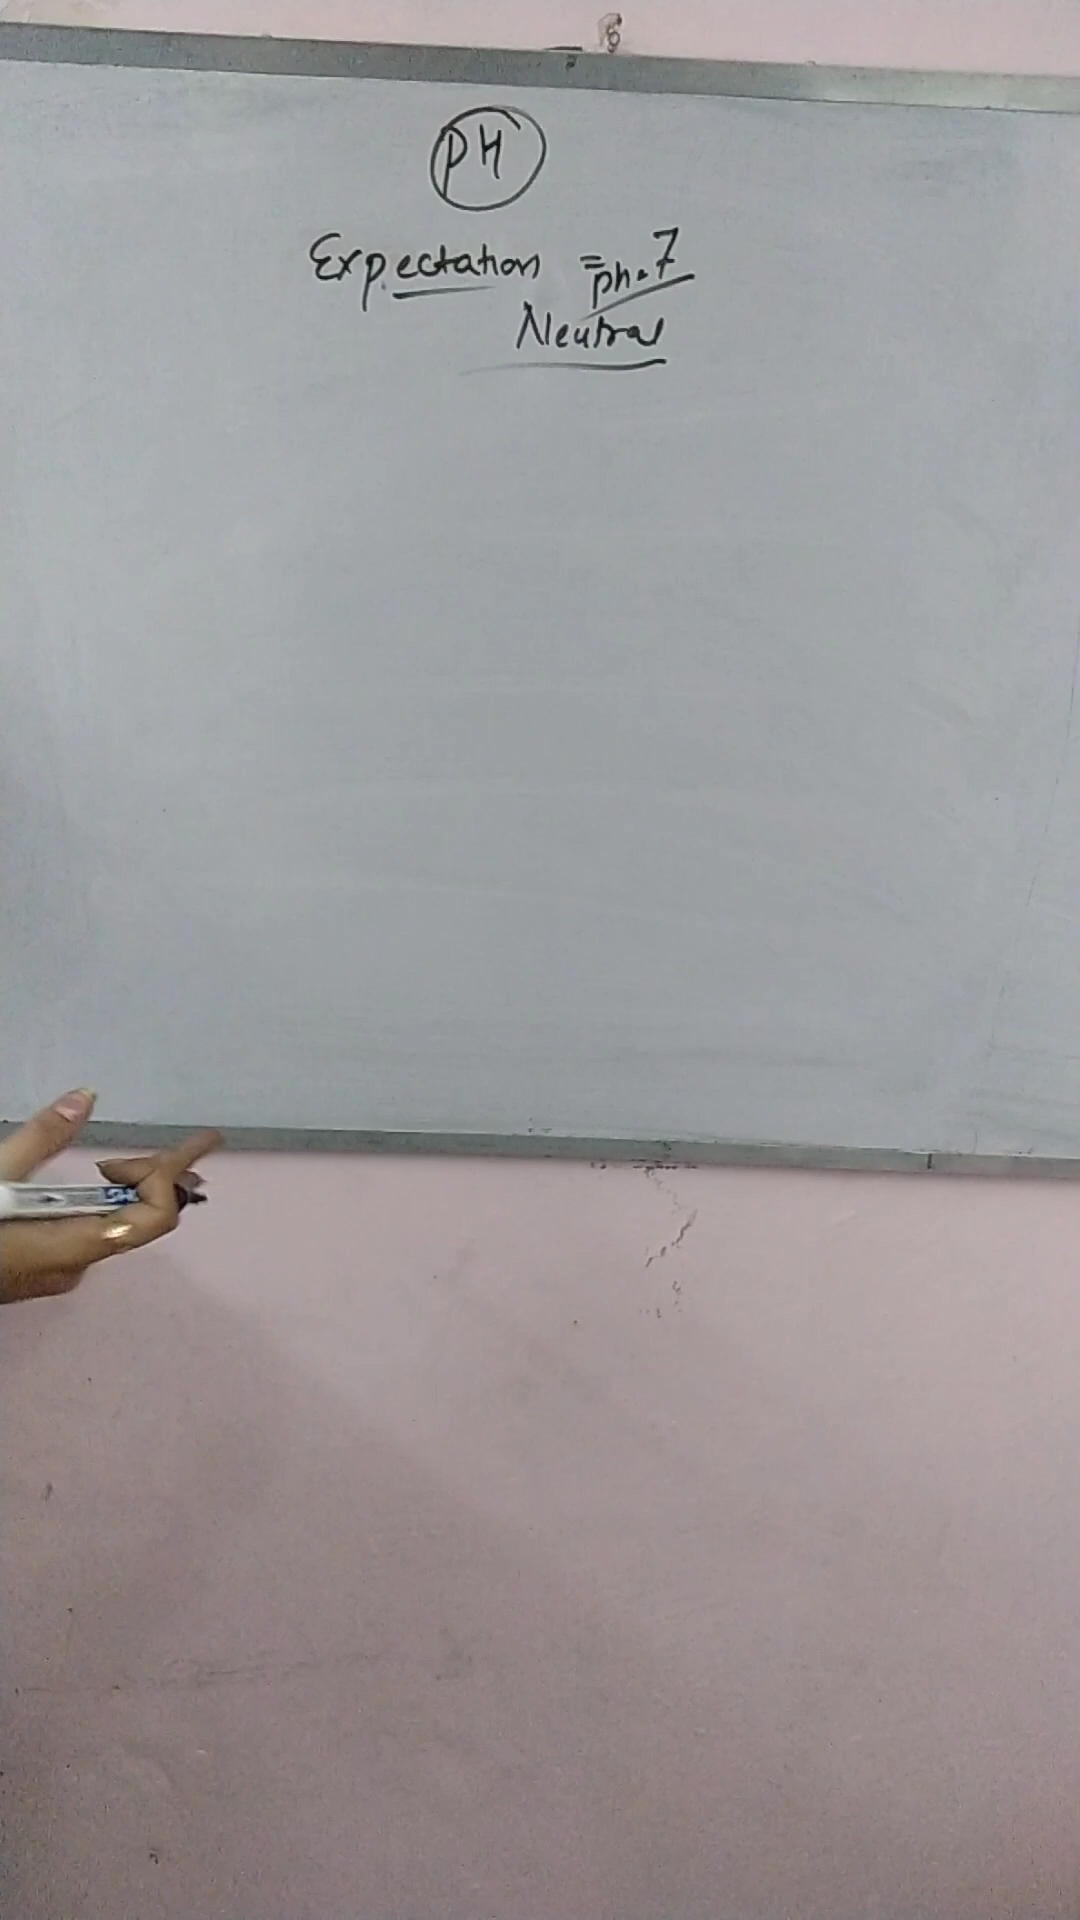 PH
Expectation = ph.7
Neutral